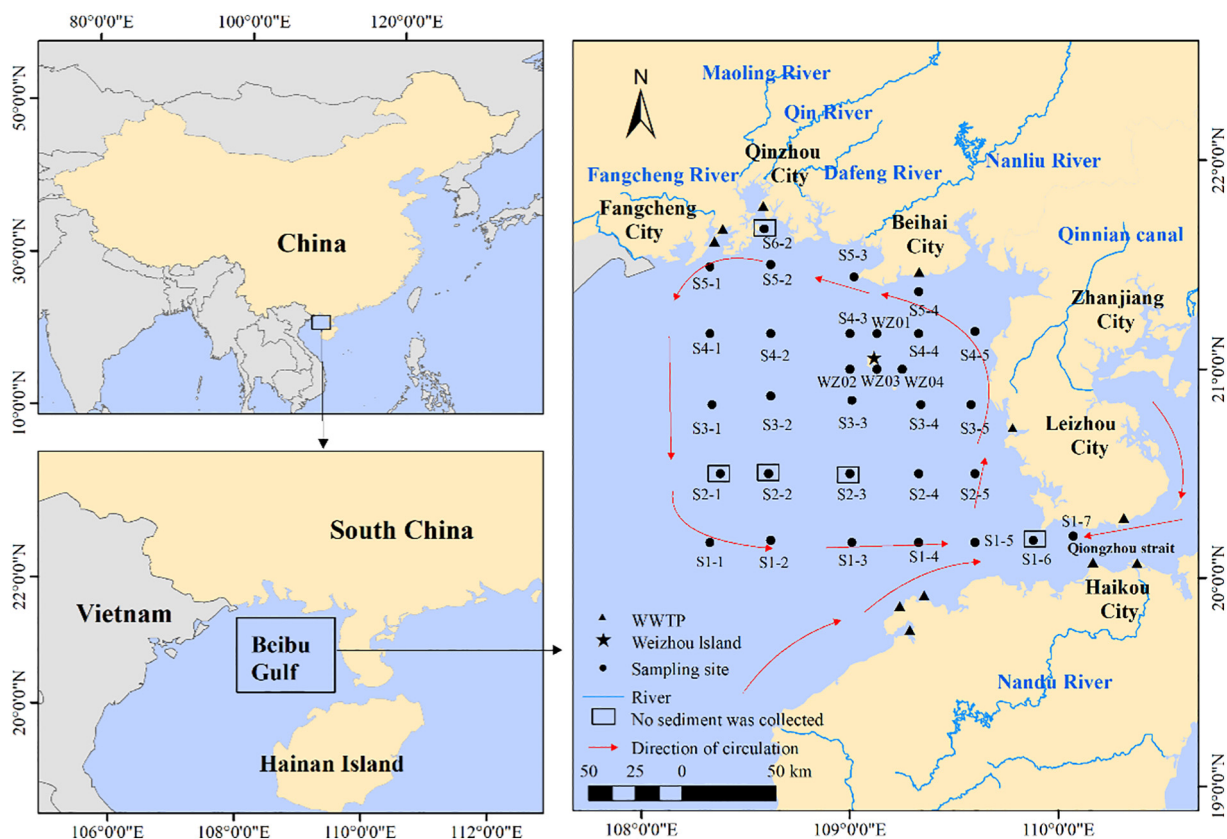 80°0'0"E
100°0'0"E
120°0'0"E
50°0'0"N
30°0'0"N
10°0'0"N
China
South China
Vietnam
Beibu
Gulf
Hainan Island
22°0'0"N
20°0'0"N
106°0'0"E
108°0'0"E
110°0'0"E
112°0'0"E
N
Maoling River
Qin River
Qinzhou
City
Fangcheng River
Dafeng River
Nanliu River
Fangcheng
City
Beihai
City
Qinnian canal
Zhanjiang
City
Leizhou
City
Qiongzhou strait
Haikou
City
Nandu River
S6-2
S5-1
S5-2
S5-3
S5-4
S4-1
S4-2
S4-3
WZ01
S4-4
S4-5
WZ02
WZ03
WZ04
S3-1
S3-2
S3-3
S3-4
S3-5
S2-1
S2-2
S2-3
S2-4
S2-5
S1-1
S1-2
S1-3
S1-4
S1-5
S1-6
S1-7
WWTP
Weizhou Island
Sampling site
River
No sediment was collected
Direction of circulation
50 25 0 50 km
22°0'0"N
21°0'0"N
20°0'0"N
19°0'0"N
108°0'0"E
109°0'0"E
110°0'0"E